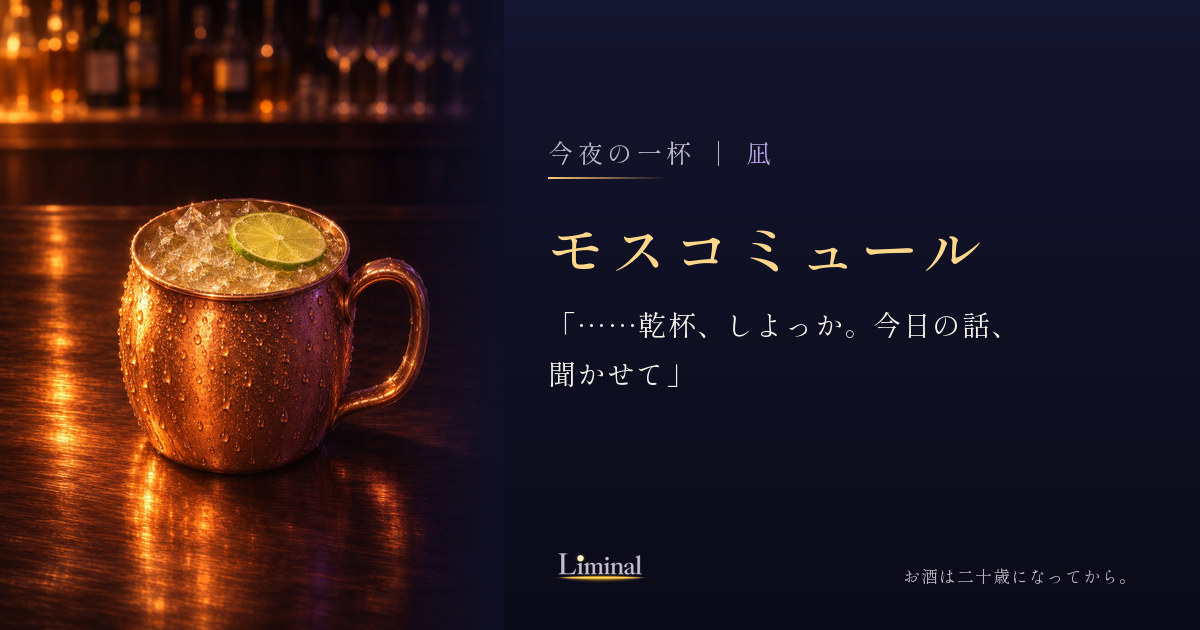 今夜の一杯 ｜ 凪
モスコミュール
「……乾杯、しよっか。今日の話、
聞かせて」
Liminal
お酒は二十歳になってから。